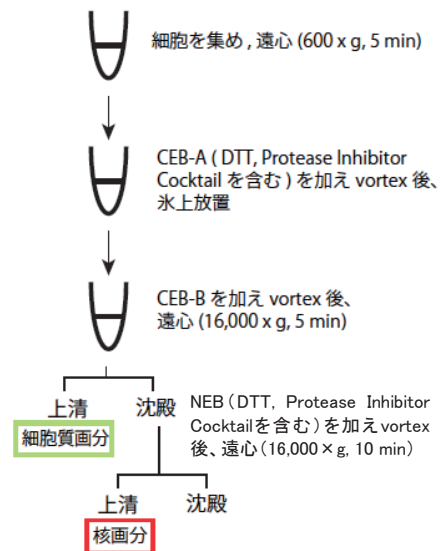 細胞を集め , 遠心 (600 x g, 5 min)
CEB-A ( DTT, Protease Inhibitor
Cocktail を含む ) を加え vortex 後、
氷上放置
CEB-B を加え vortex 後、
遠心 (16,000 x g, 5 min)
上清
沈殿
細胞質画分
NEB（DTT, Protease Inhibitor
Cocktailを含む）を加えvortex
後、遠心（16,000×g, 10 min）
上清
沈殿
核画分